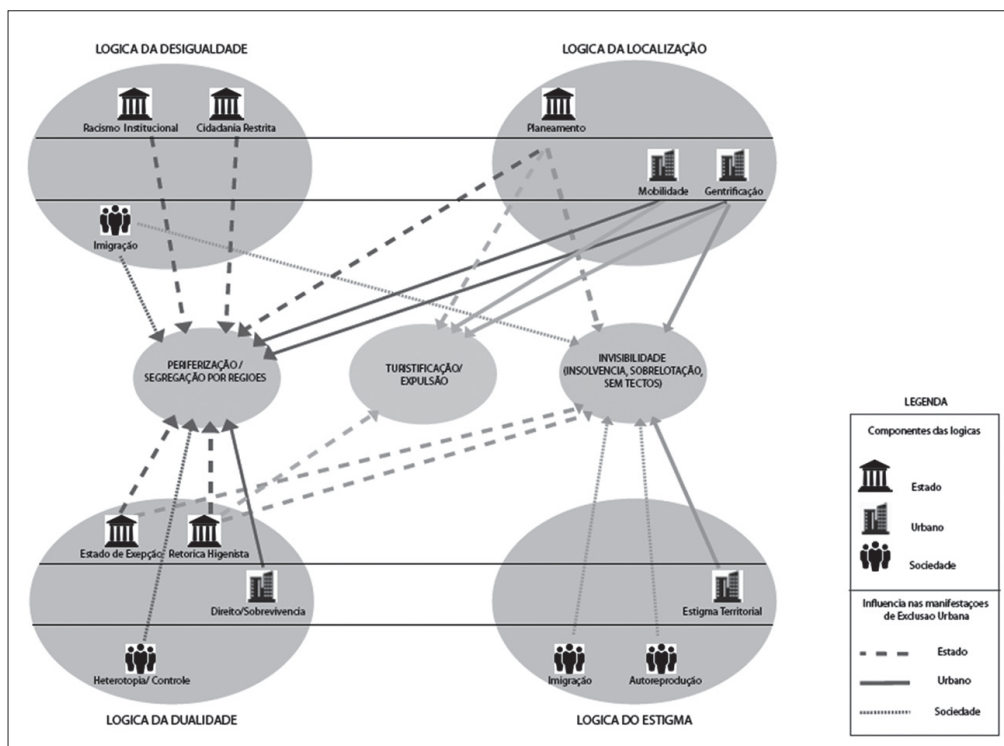 LOGICA DA DESIGUALDADE
LOGICA DA LOCALIZAÇÃO
Racismo Institucional
Cidadania Restrita
Planeamento
Mobilidade
Gentrificação
Imigração
PERIFERIZAÇÃO /
SEGREGAÇÃO POR REGIOES
TURISTIFICAÇÃO/
EXPULSÃO
INVISIBILIDADE
(INSOLVENCIA, SOBRELOTAÇÃO,
SEM TECTOS)
Estado de Exepção
Retorica Higenista
Direito/Sobrevivencia
Estigma Territorial
Heterotopia/ Controle
Imigração
Autoreprodução
LOGICA DA DUALIDADE
LOGICA DO ESTIGMA
LEGENDA
Componentes das logicas
Estado
Urbano
Sociedade
Influencia nas manifestaçoes
de Exclusao Urbana
Estado
Urbano
Sociedade